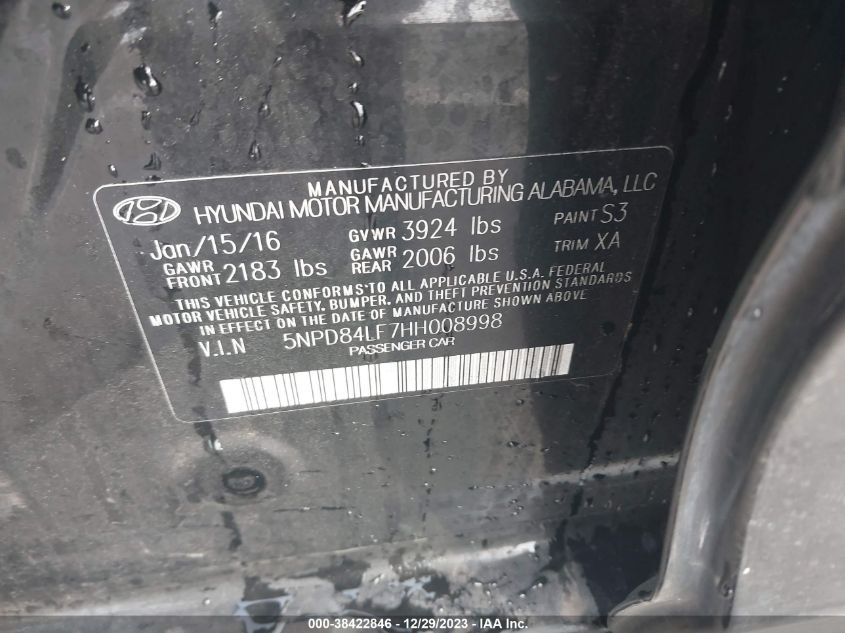 MANUFACTURED BY
HYUNDAI MOTOR MANUFACTURING ALABAMA, LLC
Jan/15/16 GVWR 3924 lbs PAINT S3
GAWR FRONT 2183 lbs GAWR REAR 2006 lbs TRIM XA
THIS VEHICLE CONFORMS TO ALL APPLICABLE U.S.A. FEDERAL
MOTOR VEHICLE SAFETY, BUMPER, AND THEFT PREVENTION STANDARDS
IN EFFECT ON THE DATE OF MANUFACTURE SHOWN ABOVE
V.I.N 5NPD84LF7HH008998
PASSENGER CAR
000-38422846 - 12/29/2023 - IAA Inc.